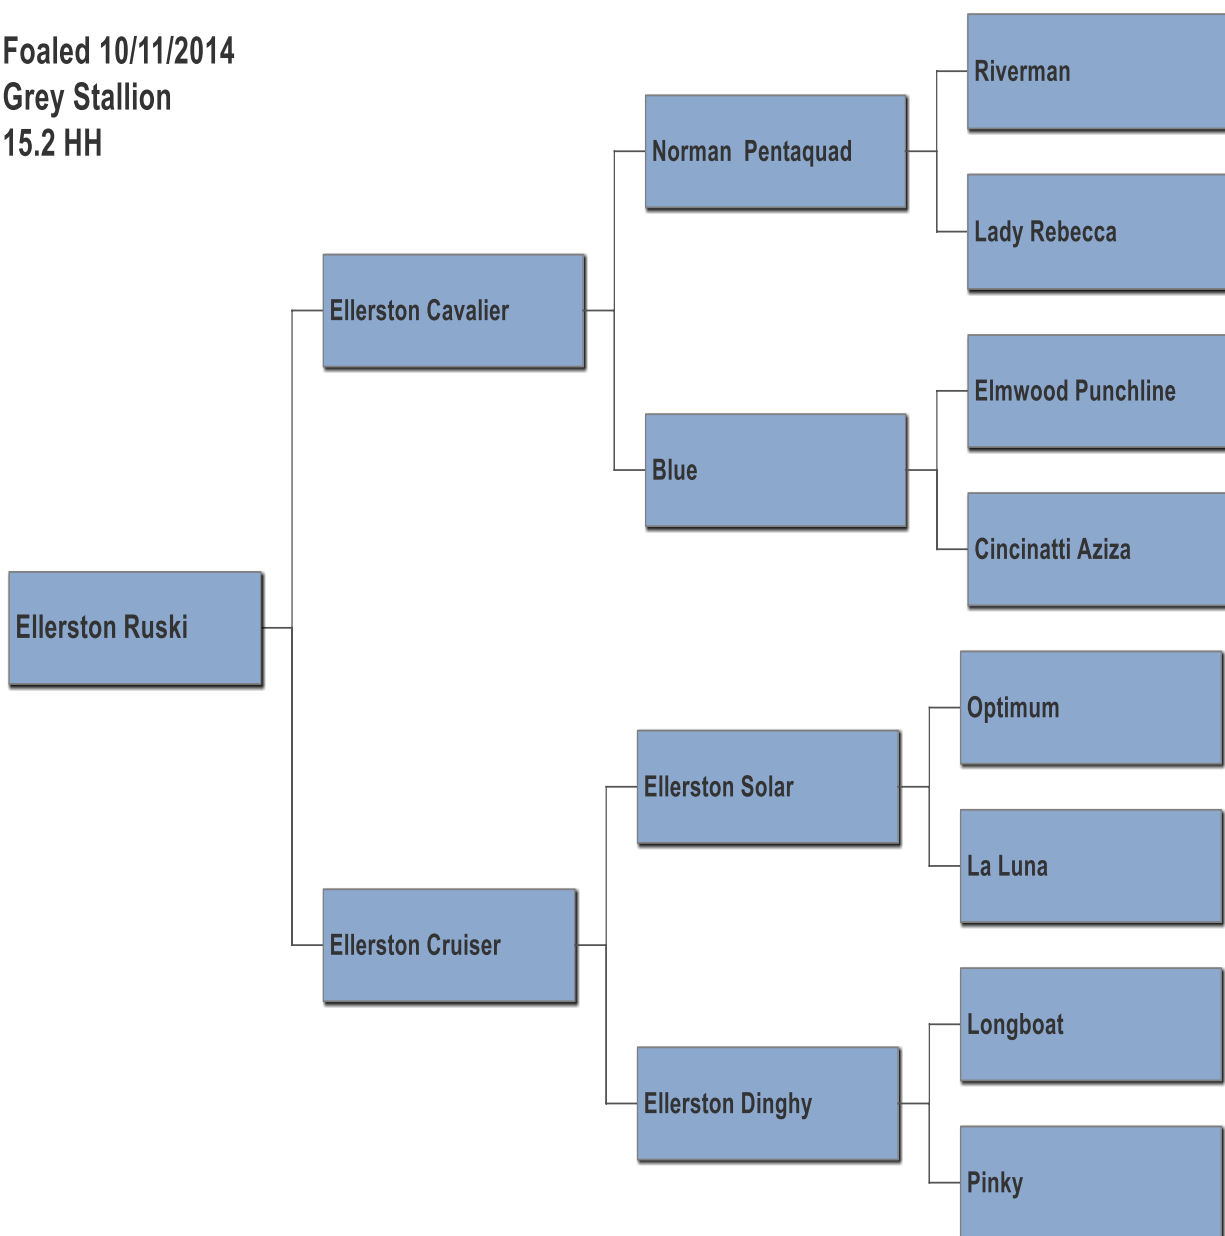 Foaled 10/11/2014
Grey Stallion
15.2 HH
Riverman
Norman  Pentaquad
Lady Rebecca
Ellerston Cavalier
Elmwood Punchline
Blue
Cincinatti Aziza
Ellerston Ruski
Optimum
Ellerston Solar
La Luna
Ellerston Cruiser
Longboat
Ellerston Dinghy
Pinky